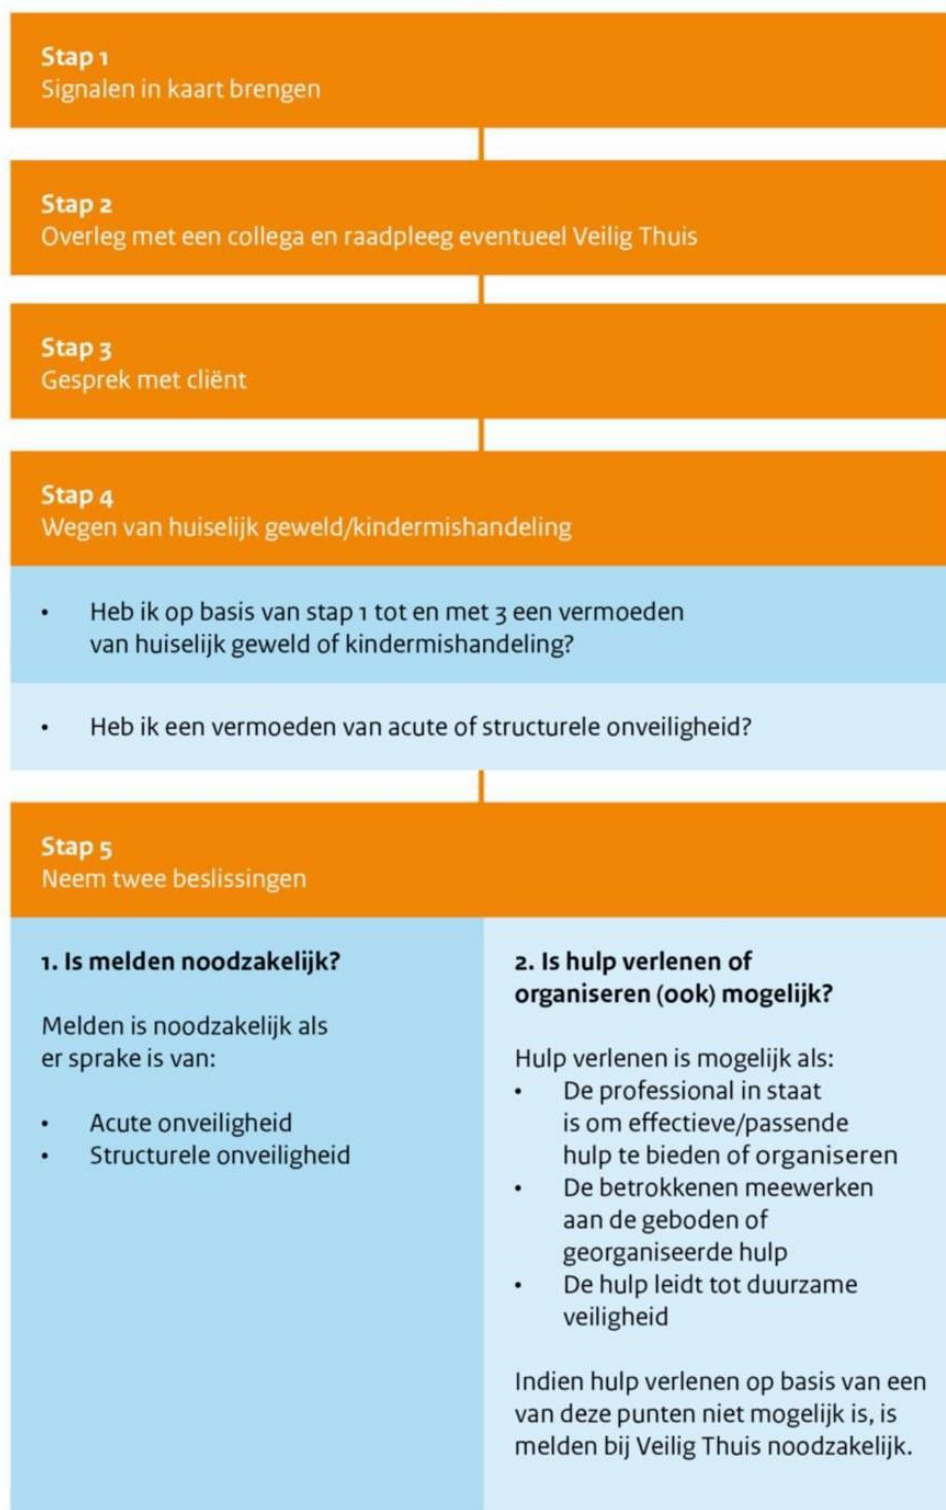 Stap 1
Signalen in kaart brengen
Stap 2
Overleg met een collega en raadpleeg eventueel Veilig Thuis
Stap 3
Gesprek met cliënt
Stap 4
Wegen van huiselijk geweld/kindermishandeling
• Heb ik op basis van stap 1 tot en met 3 een vermoeden
van huiselijk geweld of kindermishandeling?
• Heb ik een vermoeden van acute of structurele onveiligheid?
Stap 5
Neem twee beslissingen
1. Is melden noodzakelijk?
Melden is noodzakelijk als
er sprake is van:
• Acute onveiligheid
• Structurele onveiligheid
2. Is hulp verlenen of
organiseren (ook) mogelijk?
Hulp verlenen is mogelijk als:
• De professional in staat
is om effectieve/passende
hulp te bieden of organiseren
• De betrokkenen meewerken
aan de geboden of
georganiseerde hulp
• De hulp leidt tot duurzame
veiligheid
Indien hulp verlenen op basis van een
van deze punten niet mogelijk is, is
melden bij Veilig Thuis noodzakelijk.